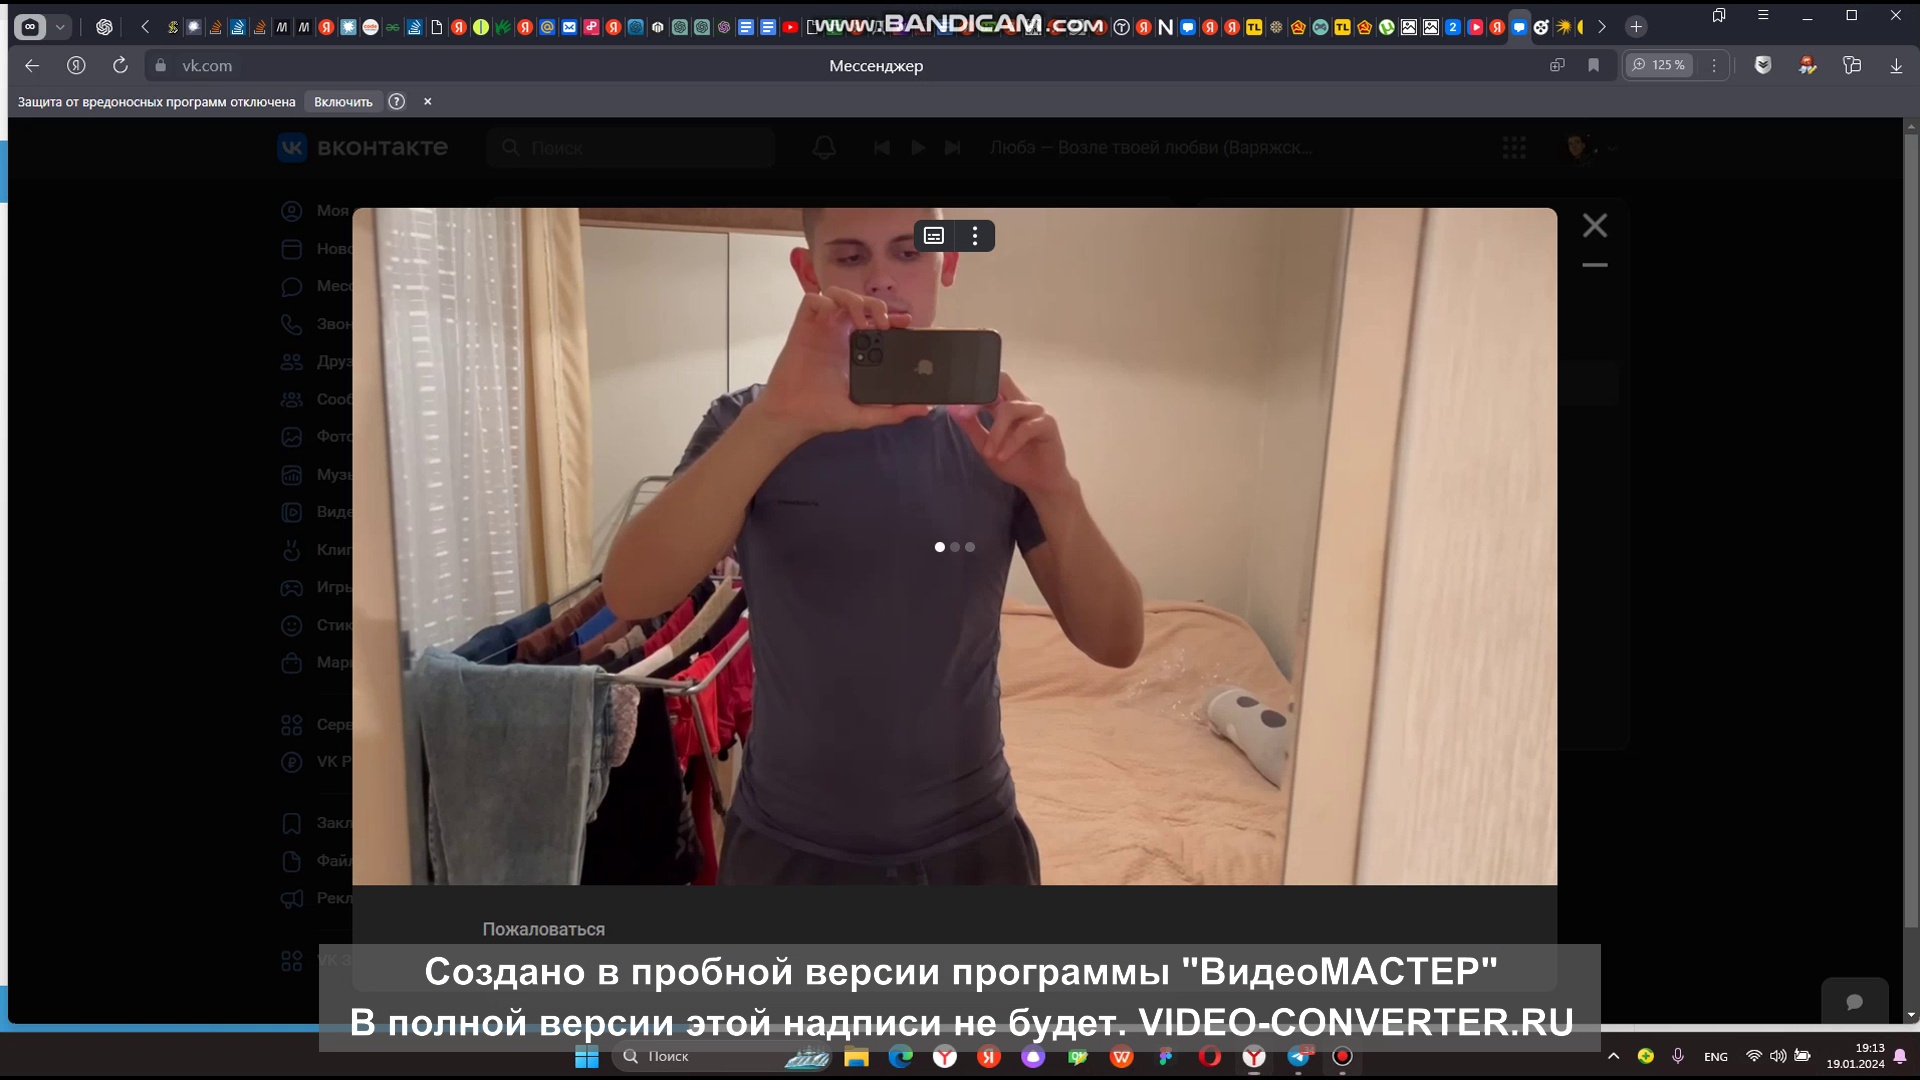 www.BANDICAM.com
vk.com
Мессенджер
125 %
Защита от вредоносных программ отключена
Включить
вконтакте
Поиск
Любэ — Возле твоей любви (Варяжск...
Моя
Ново
Месс
Звон
Друз
Сооб
Фото
Музы
Виде
Клип
Игры
Стик
Марк
Серв
VK P
Закл
Файл
Рекл
Пожаловаться
Создано в пробной версии программы "ВидеоМАСТЕР"
В полной версии этой надписи не будет. VIDEO-CONVERTER.RU
Поиск
ENG
19:13
19.01.2024